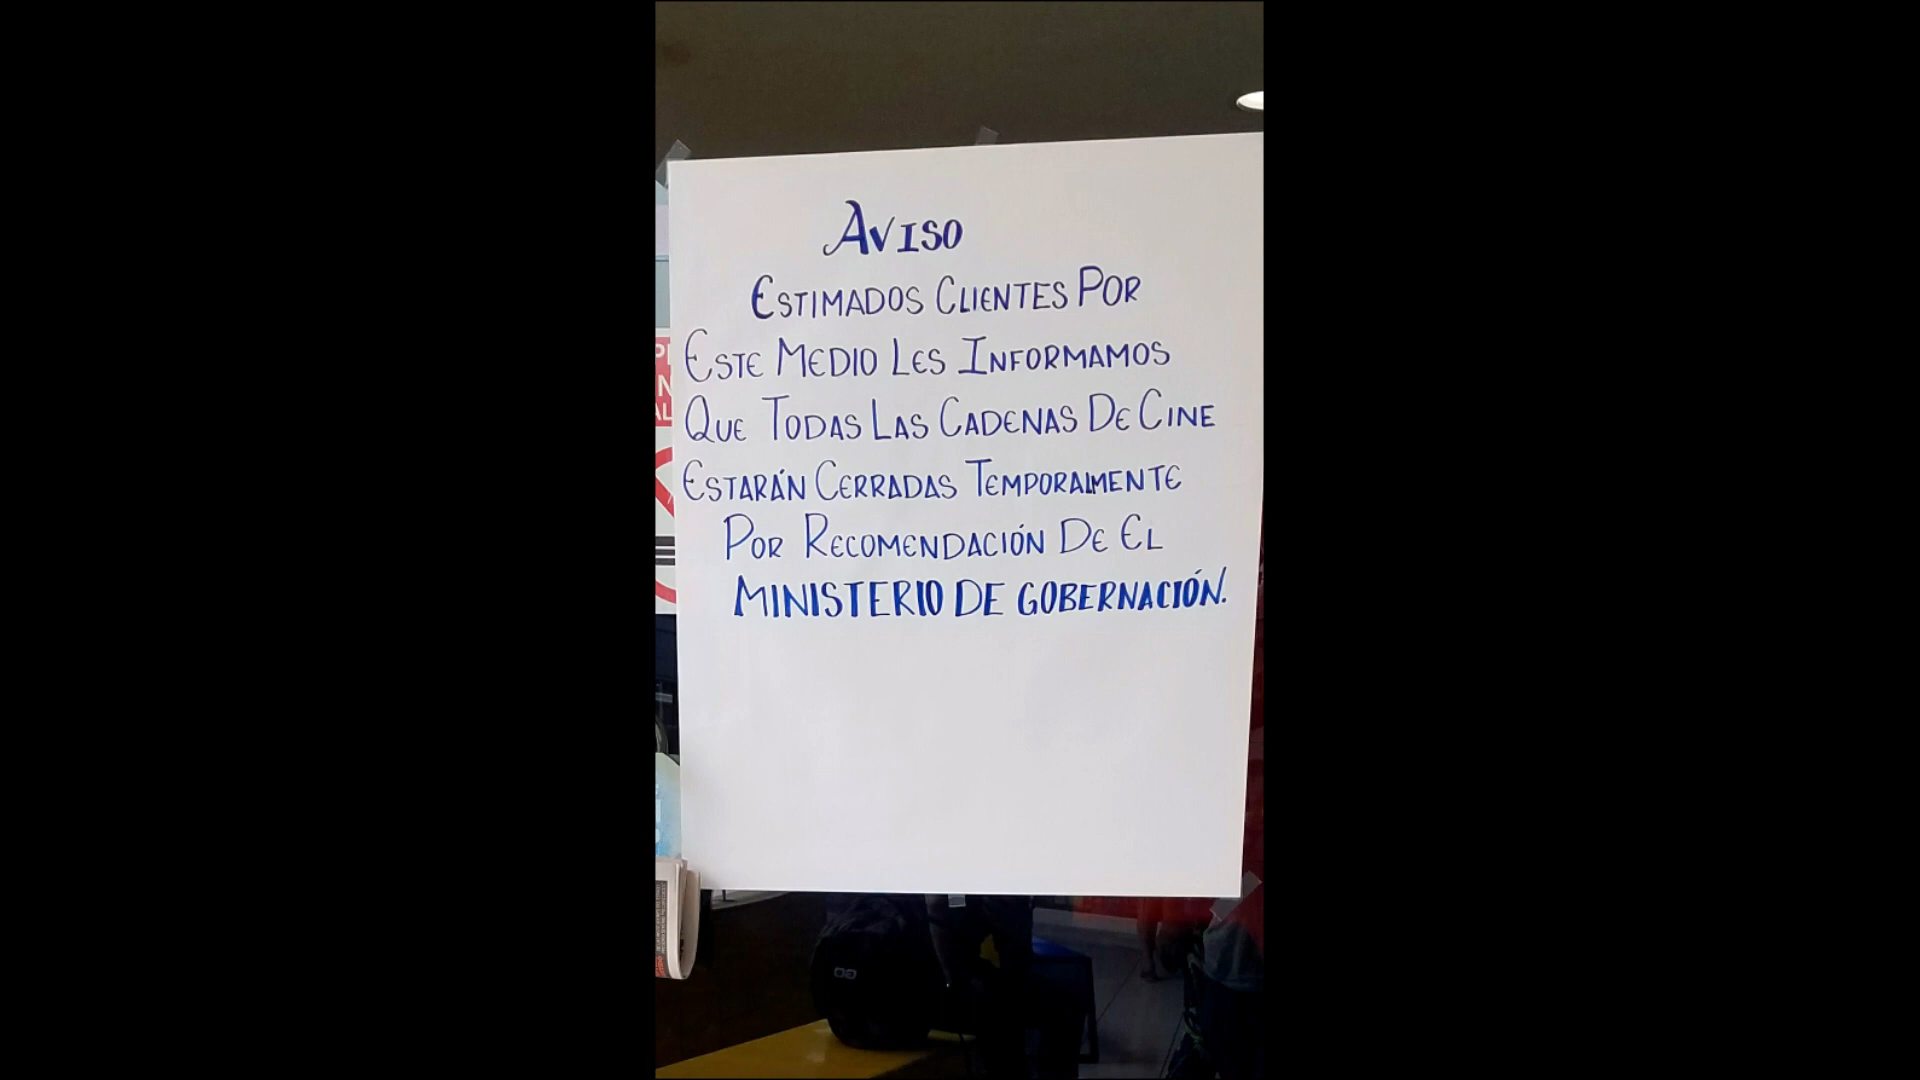 AVISO
ESTIMADOS CLIENTES POR
ESTE MEDIO LES INFORMAMOS
QUE TODAS LAS CADENAS DE CINE
ESTARÁN CERRADAS TEMPORALMENTE
POR RECOMENDACIÓN DE EL
MINISTERIO DE GOBERNACIÓN.